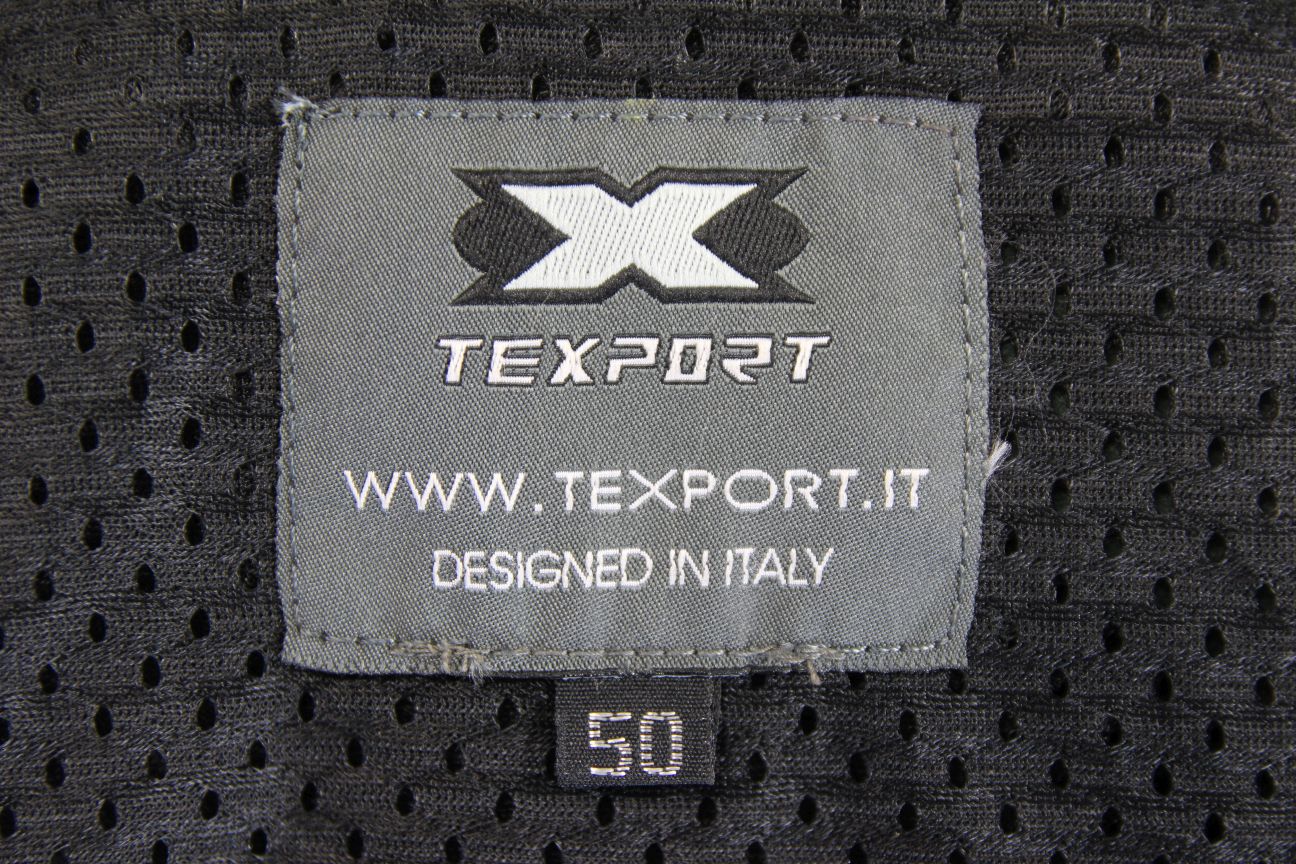 X
TEXPORT
WWW.TEXPORT.IT
DESIGNED IN ITALY
50